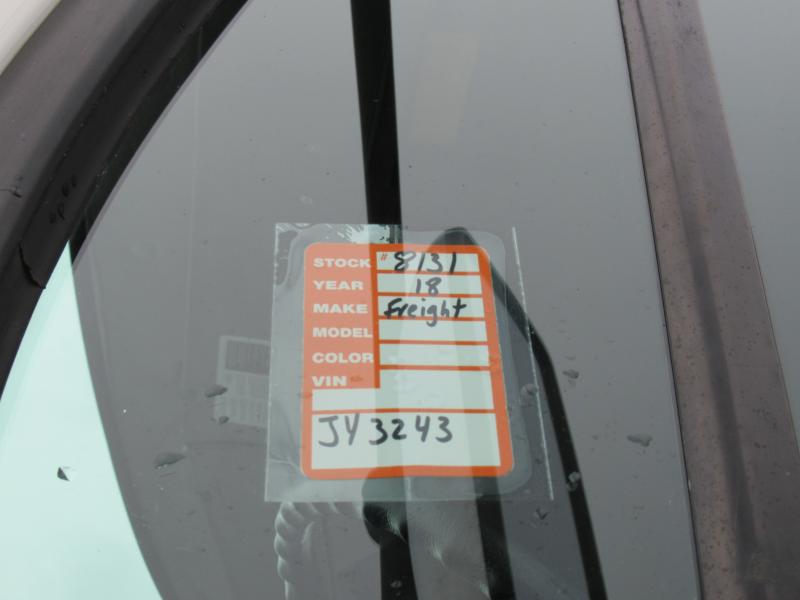 STOCK # 8131
YEAR 18
MAKE Freight
MODEL
COLOR
VIN
JY3243